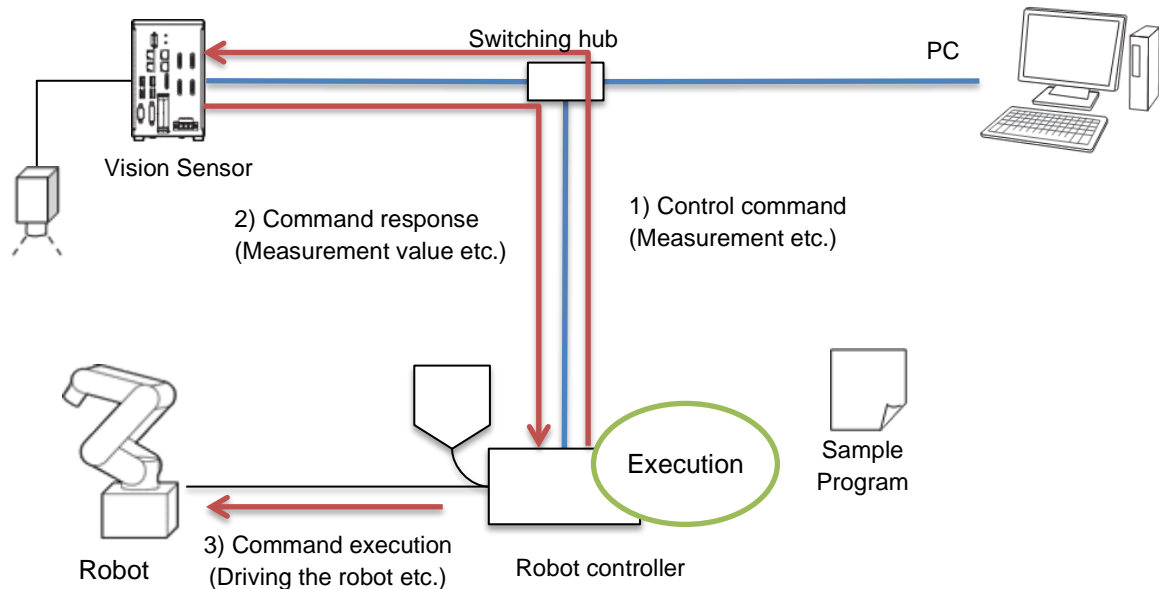 Switching hub
PC
Vision Sensor
2) Command response
(Measurement value etc.)
1) Control command
(Measurement etc.)
Execution
Sample
Program
3) Command execution
(Driving the robot etc.)
Robot
Robot controller